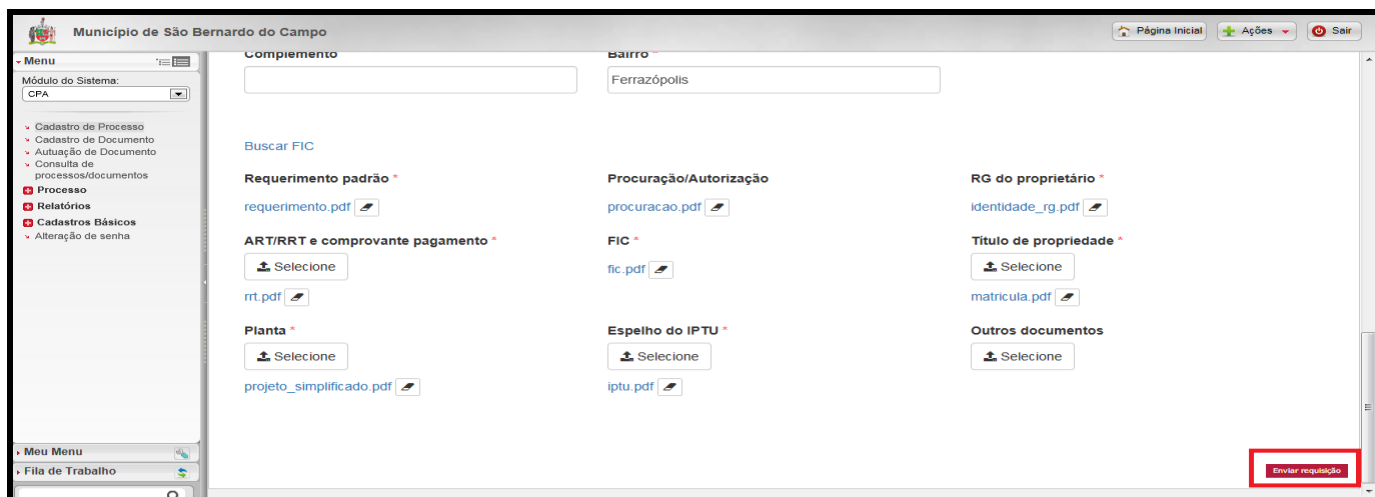 Município de São Bernardo do Campo
Página Inicial
Ações
Sair
Menu
Módulo do Sistema:
CPA
Cadastro de Processo
Cadastro de Documento
Autuação de Documento
Consulta de
processos/documentos
Processo
Relatórios
Cadastros Básicos
Alteração de senha
Meu Menu
Fila de Trabalho
Complemento
Bairro *
Ferrazópolis
Buscar FIC
Requerimento padrão *
Procuração/Autorização
RG do proprietário *
requerimento.pdf
procuracao.pdf
identidade_rg.pdf
ART/RRT e comprovante pagamento *
FIC *
Título de propriedade *
Selecione
fic.pdf
Selecione
rrt.pdf
matricula.pdf
Planta *
Espelho do IPTU *
Outros documentos
Selecione
Selecione
Selecione
projeto_simplificado.pdf
iptu.pdf
Enviar requisição